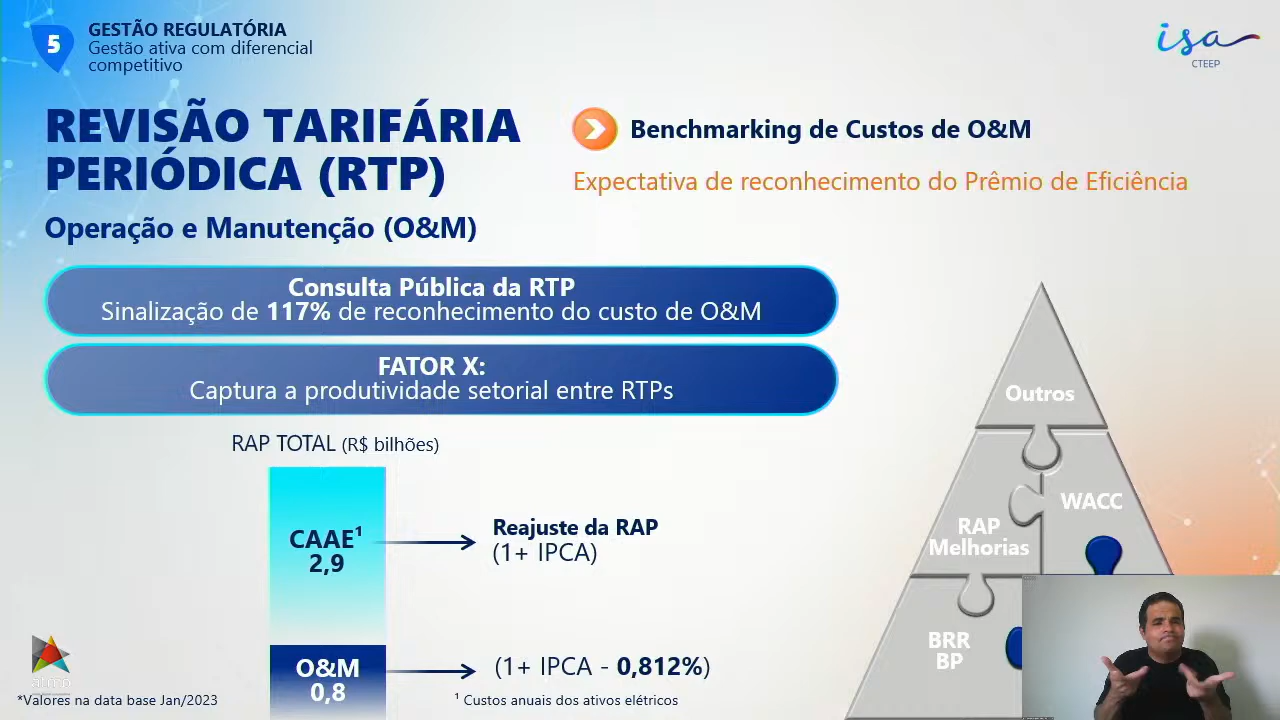 5
GESTÃO REGULATÓRIA
Gestão ativa com diferencial
competitivo
isa
CTEEP
REVISÃO TARIFÁRIA
PERIÓDICA (RTP)
Operação e Manutenção (O&M)
Benchmarking de Custos de O&M
Expectativa de reconhecimento do Prêmio de Eficiência
Consulta Pública da RTP
Sinalização de 117% de reconhecimento do custo de O&M
FATOR X:
Captura a produtividade setorial entre RTPs
RAP TOTAL (R$ bilhões)
CAAE¹
2,9
Reajuste da RAP
(1+ IPCA)
O&M
0,8
(1+ IPCA - 0,812%)
Outros
WACC
RAP
Melhorias
BRR
BP
*Valores na data base Jan/2023
¹ Custos anuais dos ativos elétricos